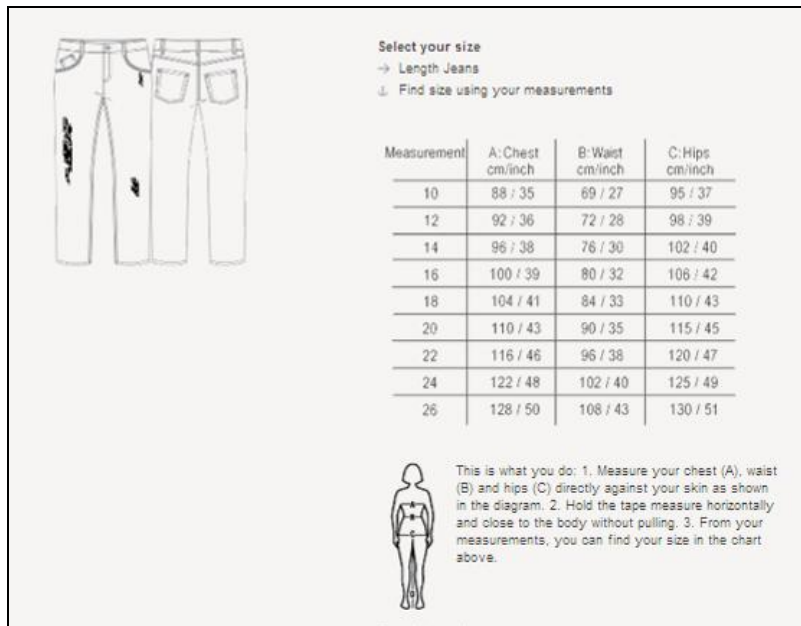 Select your size
→ Length Jeans
Find size using your measurements
Measurement A:Chest cm/inch B:Waist cm/inch C:Hips cm/inch
10 88 / 35 69 / 27 95 / 37
12 92 / 36 72 / 28 98 / 39
14 96 / 38 76 / 30 102 / 40
16 100 / 39 80 / 32 106 / 42
18 104 / 41 84 / 33 110 / 43
20 110 / 43 90 / 35 115 / 45
22 116 / 46 96 / 38 120 / 47
24 122 / 48 102 / 40 125 / 49
26 128 / 50 108 / 43 130 / 51
This is what you do: 1. Measure your chest (A), waist
(B) and hips (C) directly against your skin as shown
in the diagram. 2. Hold the tape measure horizontally
and close to the body without pulling. 3. From your
measurements, you can find your size in the chart
above.
A
B
C